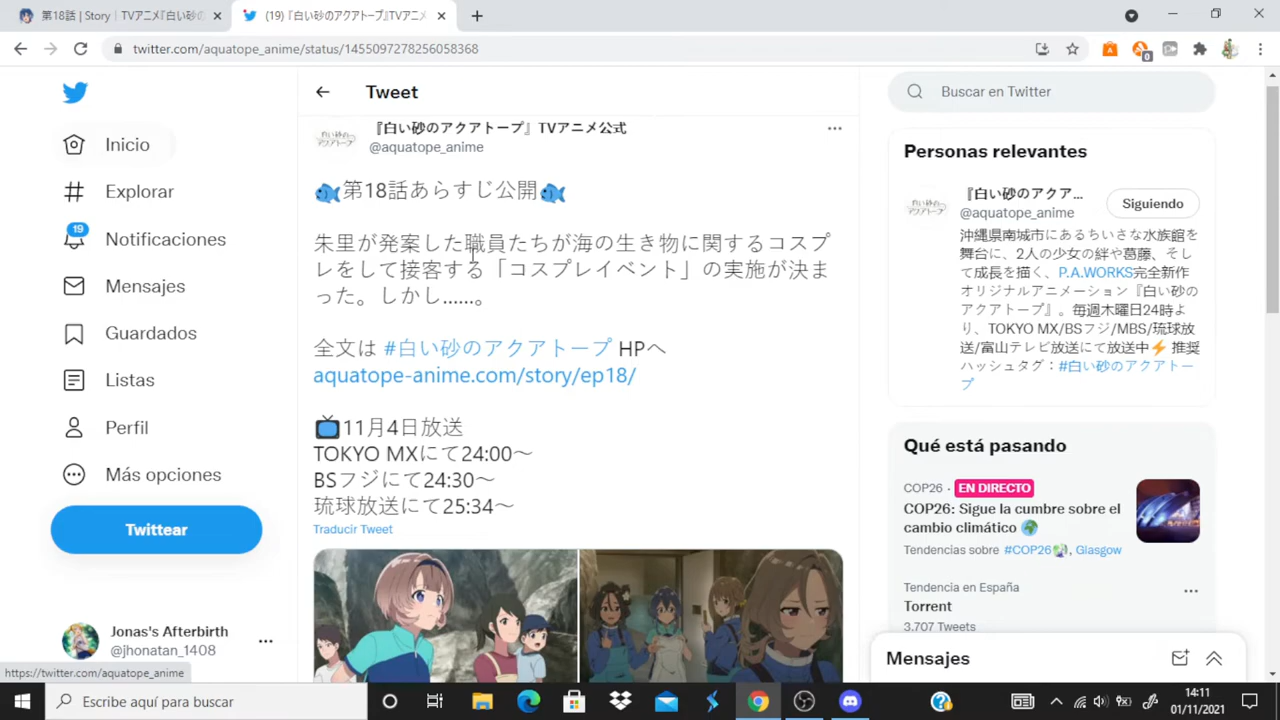 第18話 | Story | TVアニメ『白い砂の
(19) 『白い砂のアクアトープ』TVアニメ
twitter.com/aquatope_anime/status/1455097278256058368
Tweet
Buscar en Twitter
Inicio
Explorar
19
Notificaciones
Mensajes
Guardados
Listas
Perfil
Más opciones
Twittear
Jonas's Afterbirth
@jhonatan_1408
https://twitter.com/aquatope_anime
『白い砂のアクアトープ』TVアニメ公式
@aquatope_anime
第18話あらすじ公開
朱里が発案した職員たちが海の生き物に関するコスプ
レをして接客する「コスプレイベント」の実施が決ま
った。しかし……。
全文は #白い砂のアクアトープ HPへ
aquatope-anime.com/story/ep18/
11月4日放送
TOKYO MXにて24:00～
BSフジにて24:30～
琉球放送にて25:34～
Traducir Tweet
Personas relevantes
『白い砂のアクア...
@aquatope_anime
Siguiendo
沖縄県南城市にあるちいさな水族館を
舞台に、2人の少女の絆や葛藤、そし
て成長を描く、P.A.WORKS完全新作
オリジナルアニメーション『白い砂の
アクアトープ』。毎週木曜日24時よ
り、TOKYO MX/BSフジ/MBS/琉球放
送/富山テレビ放送にて放送中⚡ 推奨
ハッシュタグ：#白い砂のアクアトー
プ
Qué está pasando
COP26 · EN DIRECTO
COP26: Sigue la cumbre sobre el
cambio climático
Tendencias sobre #COP26, Glasgow
Tendencia en España
Torrent
3.707 Tweets
Mensajes
Escribe aquí para buscar
14:11
01/11/2021